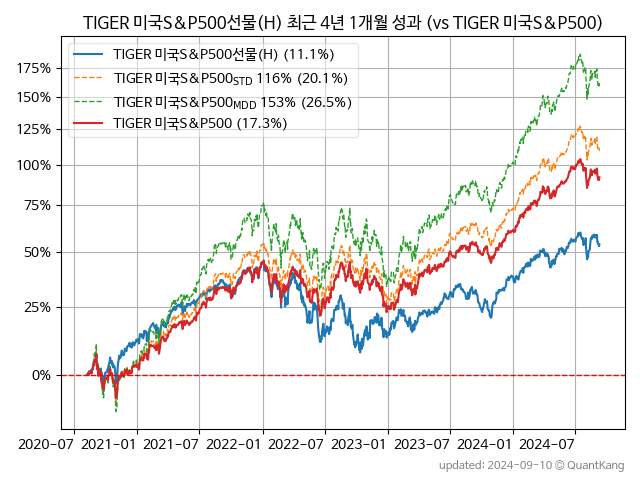 TIGER 미국S&P500선물(H) 최근 4년 1개월 성과 (vs TIGER 미국S&P500)
TIGER 미국S&P500선물(H) (11.1%)
TIGER 미국S&P500STD 116% (20.1%)
TIGER 미국S&P500MDD 153% (26.5%)
TIGER 미국S&P500 (17.3%)
175%
150%
125%
100%
75%
50%
25%
0%
2020-07 2021-01 2021-07 2022-01 2022-07 2023-01 2023-07 2024-01 2024-07
updated: 2024-09-10 © QuantKang